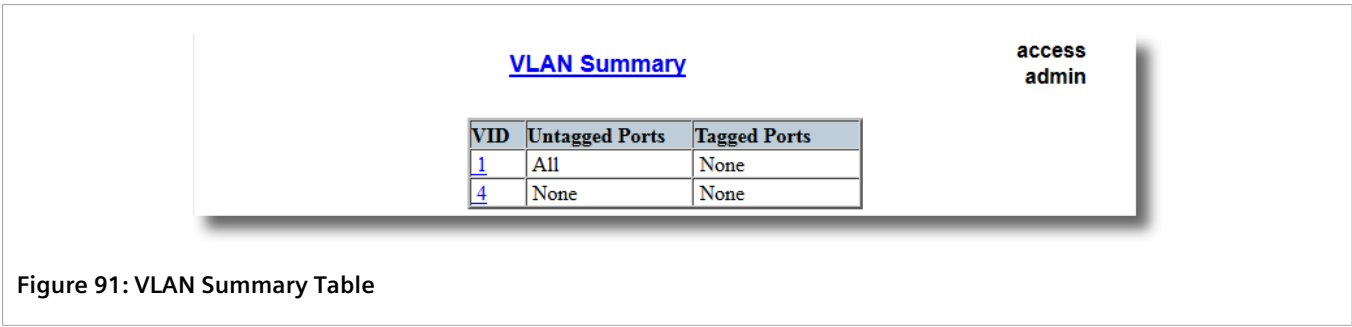 VLAN Summary
access
admin
VID Untagged Ports Tagged Ports
1 All None
4 None None
Figure 91: VLAN Summary Table